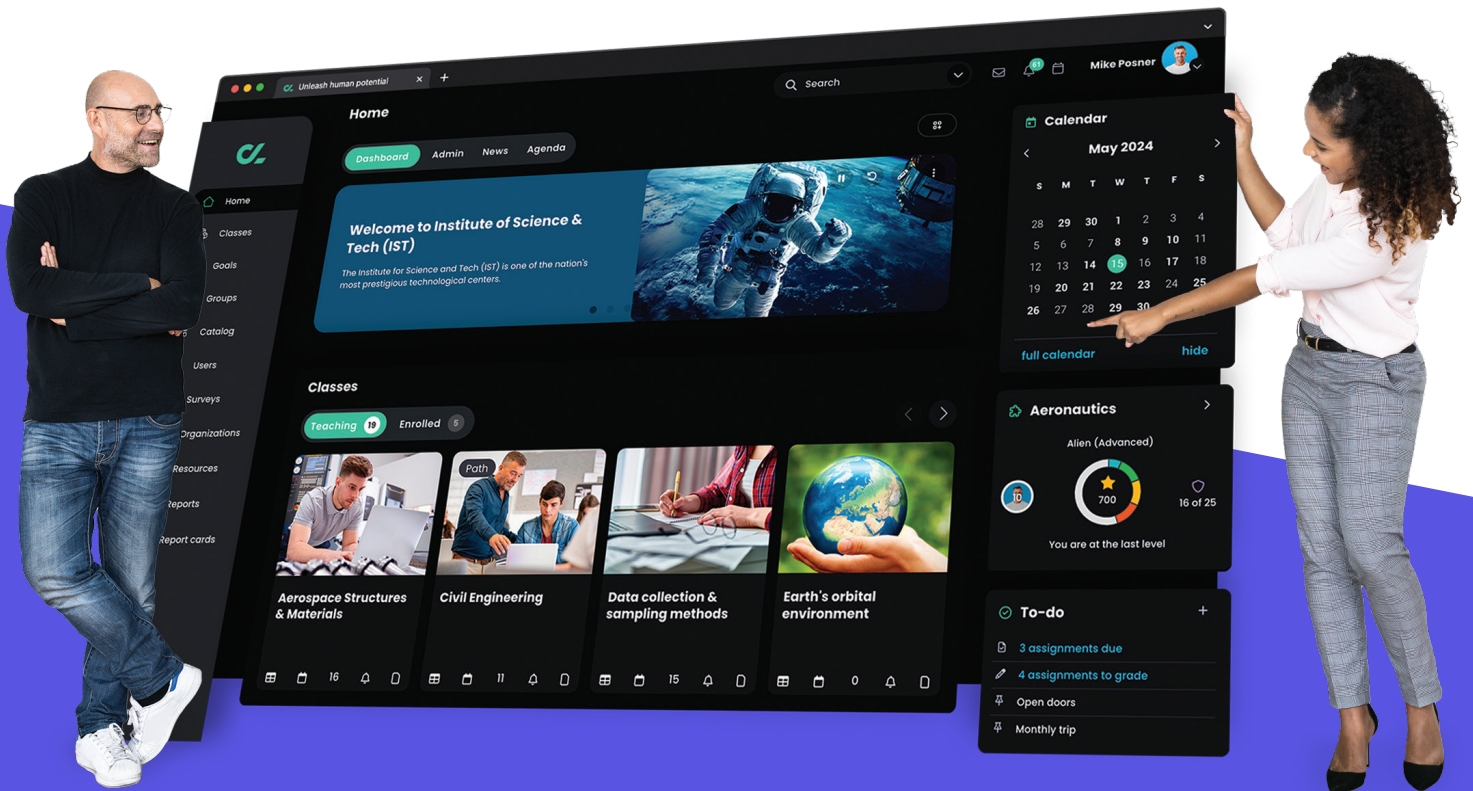 Unleash human potential
Search
61
Mike Posner
Home
Dashboard
Admin
News
Agenda
Welcome to Institute of Science &
Tech (IST)
The Institute for Science and Tech (IST) is one of the nation's
most prestigious technological centers.
Home
Classes
Goals
Groups
Catalog
Users
Surveys
Organizations
Resources
Reports
Report cards
Classes
Teaching 19
Enrolled 5
Aerospace Structures
& Materials
16
Path
Civil Engineering
11
Data collection &
sampling methods
15
Earth's orbital
environment
0
Calendar
May 2024
S M T W T F S
28 29 30 1 2 3 4
5 6 7 8 9 10 11
12 13 14 15 16 17 18
19 20 21 22 23 24 25
26 27 28 29 30
full calendar
hide
Aeronautics
Alien (Advanced)
10
700
16 of 25
You are at the last level
To-do
3 assignments due
4 assignments to grade
Open doors
Monthly trip